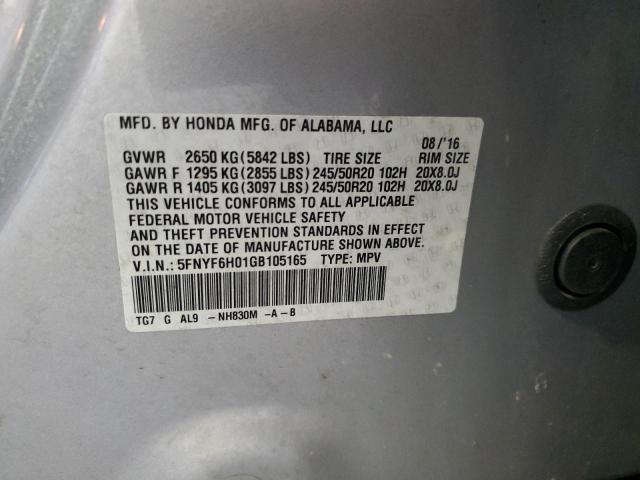 MFD. BY HONDA MFG. OF ALABAMA, LLC
08/'16
GVWR 2650 KG(5842 LBS) TIRE SIZE RIM SIZE
GAWR F 1295 KG(2855 LBS)245/50R20 102H 20X8.0J
GAWR R 1405 KG(3097 LBS)245/50R20 102H 20X8.0J
THIS VEHICLE CONFORMS TO ALL APPLICABLE
FEDERAL MOTOR VEHICLE SAFETY
AND THEFT PREVENTION STANDARDS IN EFFECT
ON THE DATE OF MANUFACTURE SHOWN ABOVE.
V.I.N.: 5FNYF6H01GB105165 TYPE: MPV
TG7 G AL9 -NH830M -A-B